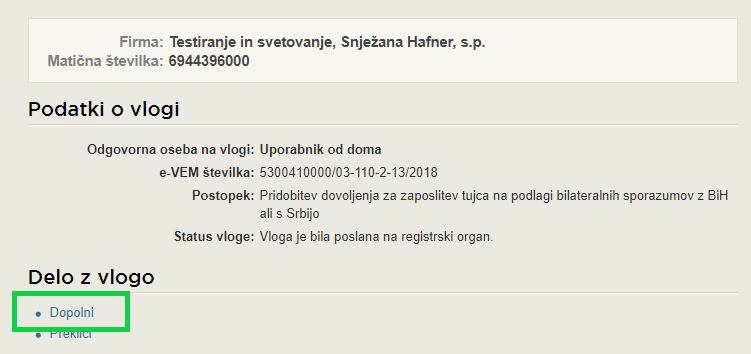 Firma: Testiranje in svetovanje, Snježana Hafner, s.p.
Matična številka: 6944396000
Podatki o vlogi
Odgovorna oseba na vlogi: Uporabnik od doma
e-VEM številka: 5300410000/03-110-2-13/2018
Postopek: Pridobitev dovoljenja za zaposlitev tujca na podlagi bilateralnih sporazumov z BiH
ali s Srbijo
Status vloge: Vloga je bila poslana na registrski organ.
Delo z vlogo
Dopolni
Prekliči